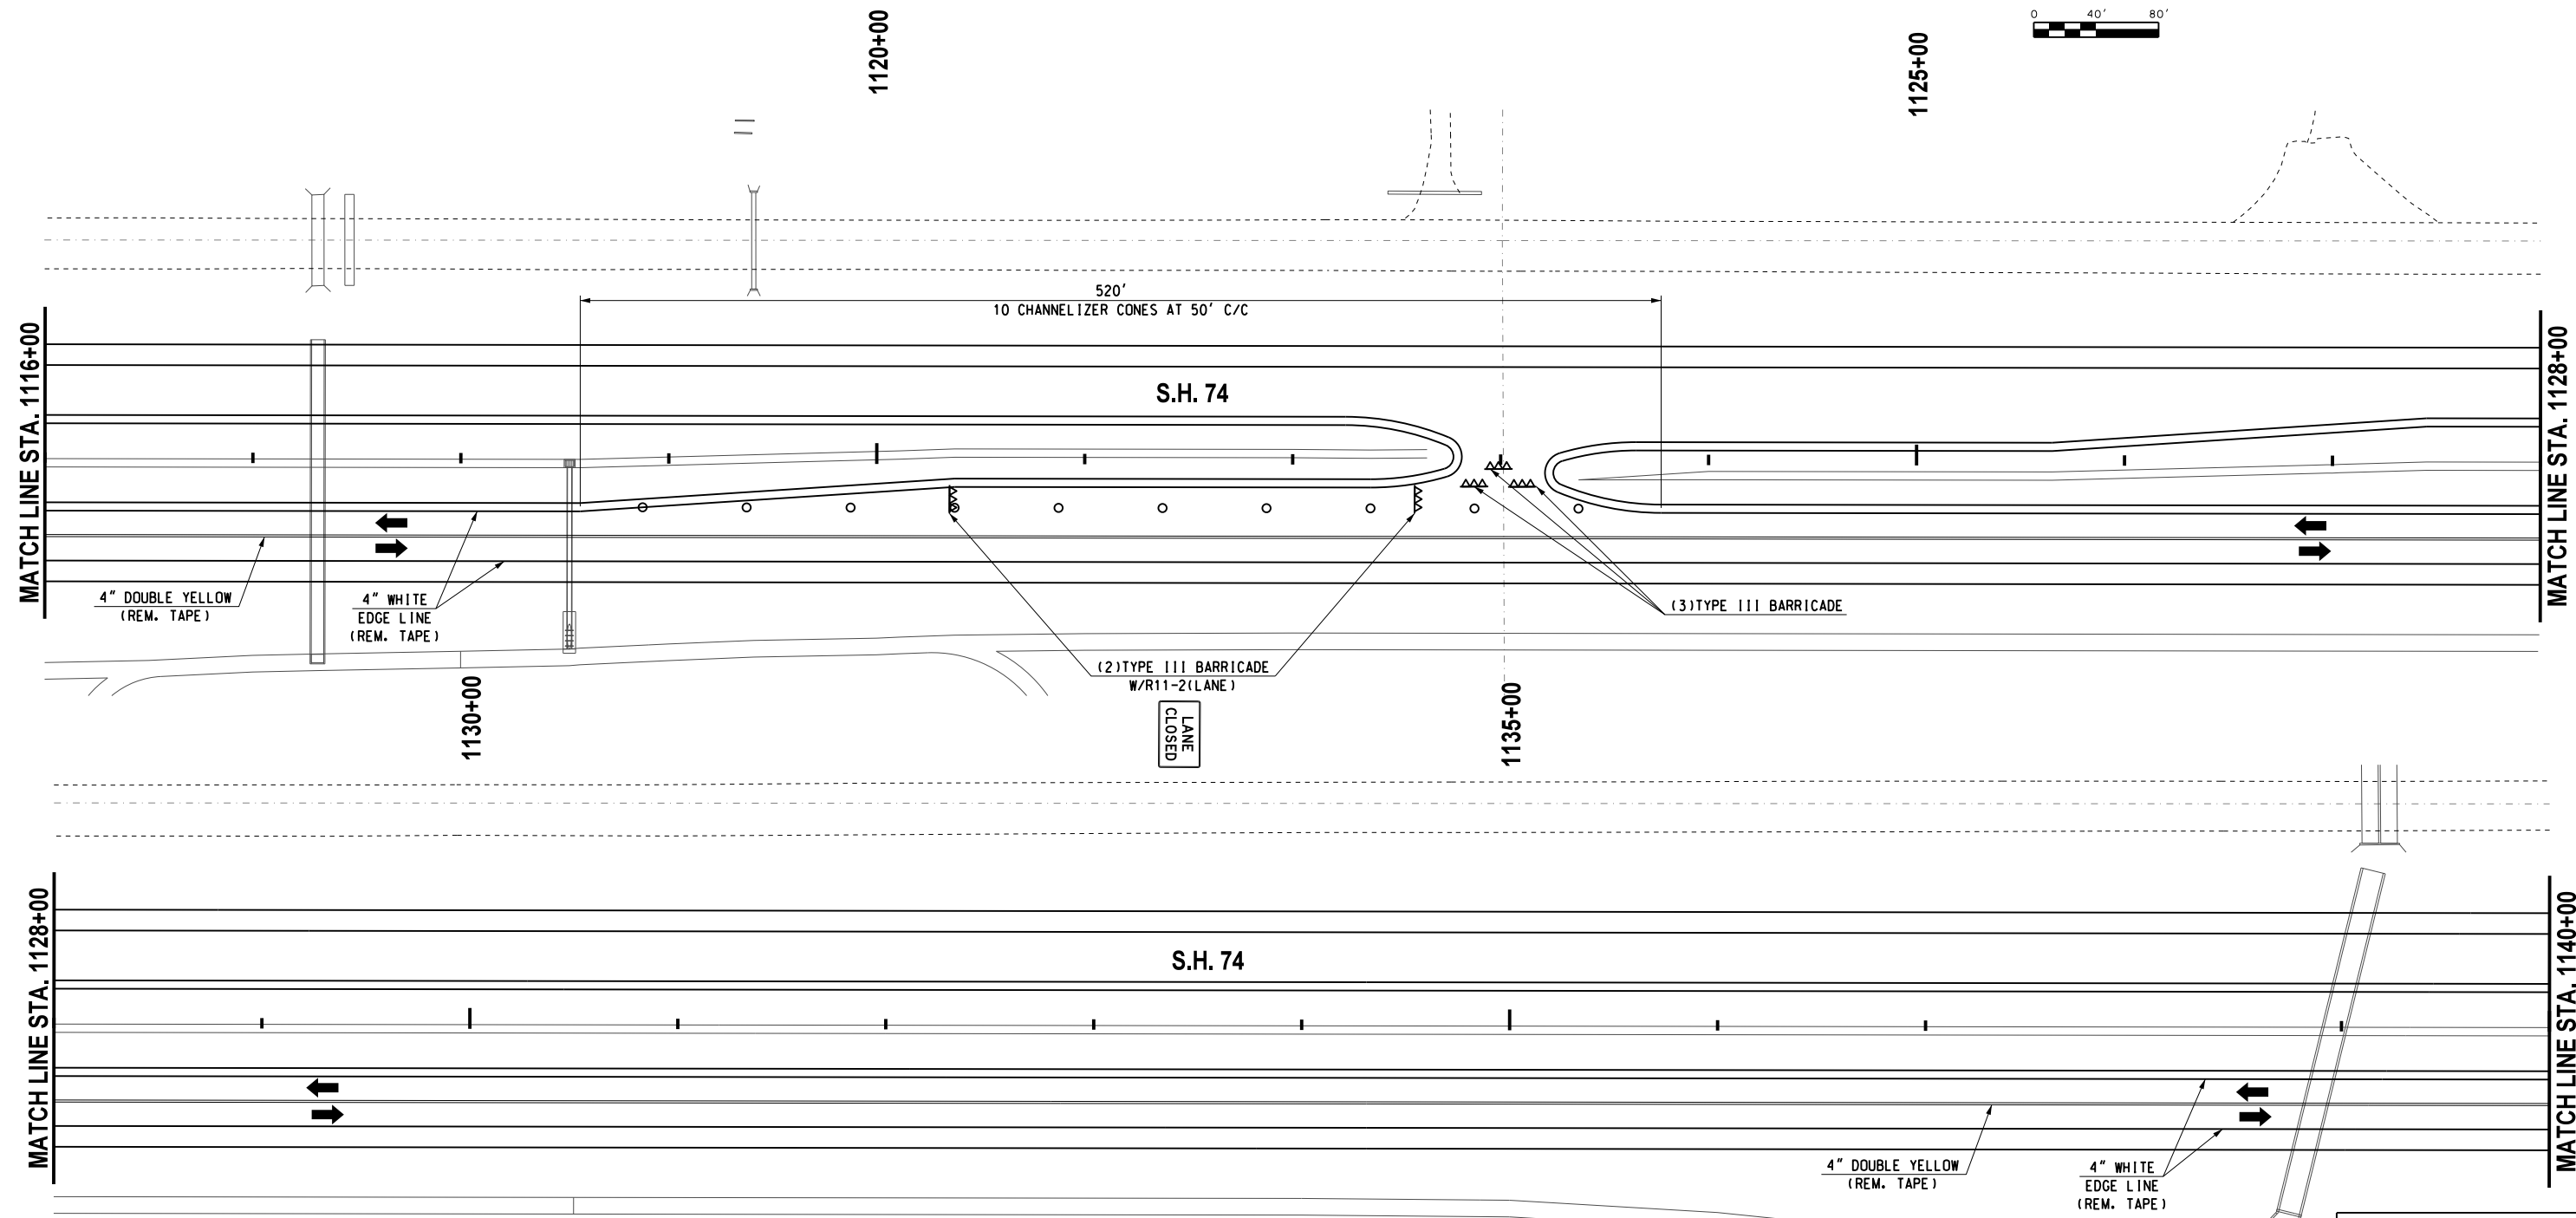 1120+00
1125+00
0 40' 80'
520'
10 CHANNELIZER CONES AT 50' C/C
MATCH LINE STA. 1116+00
S.H. 74
MATCH LINE STA. 1128+00
4" DOUBLE YELLOW
(REM. TAPE)
4" WHITE
EDGE LINE
(REM. TAPE)
(3)TYPE III BARRICADE
(2)TYPE III BARRICADE
W/R11-2(LANE)
LANE
CLOSED
1130+00
1135+00
MATCH LINE STA. 1128+00
S.H. 74
MATCH LINE STA. 1140+00
4" DOUBLE YELLOW
(REM. TAPE)
4" WHITE
EDGE LINE
(REM. TAPE)